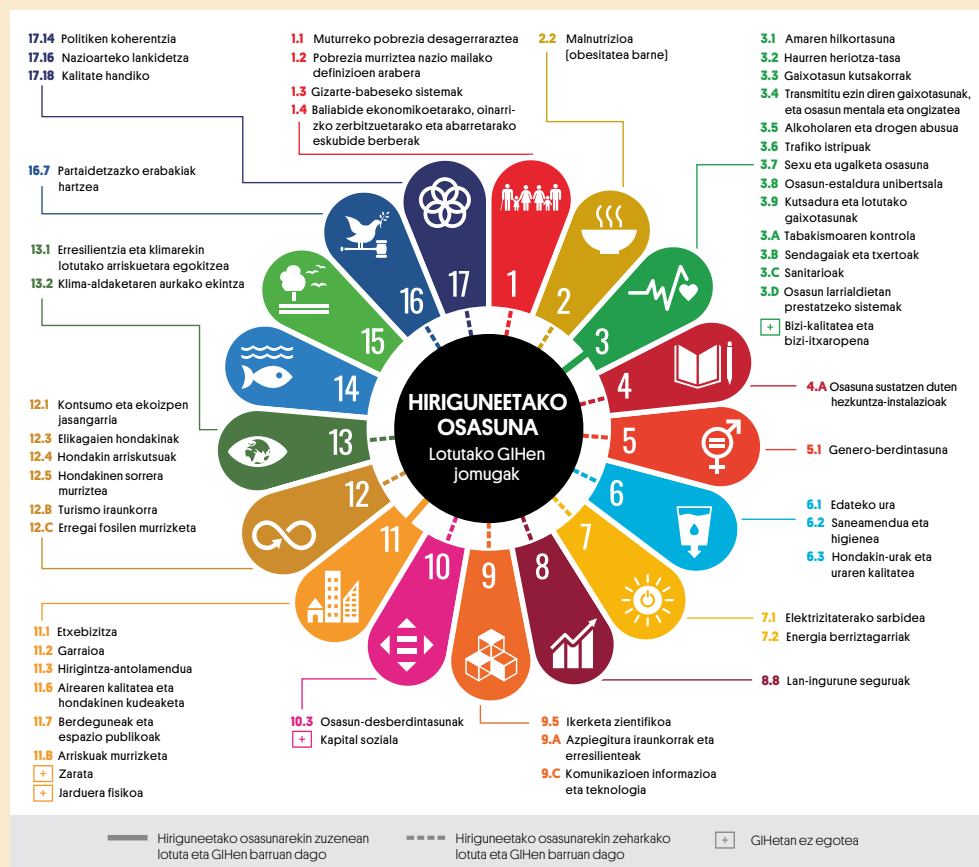 17.14 Politiken koherentzia
17.16 Nazioarteko lankidetza
17.18 Kalitate handiko
1.1 Muturreko pobrezia desagerraraztea
1.2 Pobrezia murriztea nazio mailako
definizioen arabera
1.3 Gizarte-babeseko sistemak
1.4 Baliabide ekonomikoetarako, oinarri-
zko zerbitzuetarako eta abarretarako
eskubide berberak
2.2 Malnutrizioa
(obesitatea barne)
3.1 Amaren hilkortasuna
3.2 Haurren heriotza-tasa
3.3 Gaixotasun kutsakorrak
3.4 Transmititu ezin diren gaixotasunak,
eta osasun mentala eta ongizatea
3.5 Alkoholaren eta drogen abusua
3.6 Trafiko istripuak
3.7 Sexu eta ugalketa osasuna
3.8 Osasun-estaldura unibertsala
3.9 Kutsadura eta lotutako
gaixotasunak
3.A Tabakismoaren kontrola
3.B Sendagaiak eta txertoak
3.C Sanitarioak
3.D Osasun larrialdietan
prestatzeko sistemak
+ Bizi-kalitatea eta
bizi-itxaropena
16.7 Partaidetzazko erabakiak
hartzea
13.1 Erresilientzia eta klimarekin
lotutako arriskuetara egokitzea
13.2 Klima-aldaketaren aurkako ekintza
12.1 Kontsumo eta ekoizpen
jasangarria
12.3 Elikagaien hondakinak
12.4 Hondakin arriskutsuak
12.5 Hondakinen sorrera
murriztea
12.B Turismo iraunkorra
12.C Erregai fosilen murrizketa
17
1
2
3
4
5
6
7
8
9
10
11
12
13
14
15
16
HIRIGUNEETAKO
OSASUNA
Lotutako GIHen
jomugak
4.A Osasuna sustatzen duten
hezkuntza-instalazioak
5.1 Genero-berdintasuna
6.1 Edateko ura
6.2 Saneamendua eta
higienea
6.3 Hondakin-urak eta
uraren kalitatea
7.1 Elektrizitaterako sarbidea
7.2 Energia berriztagarriak
8.8 Lan-ingurune seguruak
11.1 Etxebizitza
11.2 Garraioa
11.3 Hirigintza-antolamendua
11.6 Airearen kalitatea eta
hondakinen kudeaketa
11.7 Berdeguneak eta
espazio publikoak
11.B Arriskuak murrizketa
+ Zarata
+ Jarduera fisikoa
10.3 Osasun-desberdintasunak
+ Kapital soziala
9.5 Ikerketa zientifikoa
9.A Azpiegitura iraunkorrak eta
erresilienteak
9.C Komunikazioen informazioa
eta teknologia
Hiriguneetako osasunarekin zuzenean
lotuta eta GIHen barruan dago
Hiriguneetako osasunarekin zeharkako
lotuta eta GIHen barruan dago
+ GIHetan ez egotea